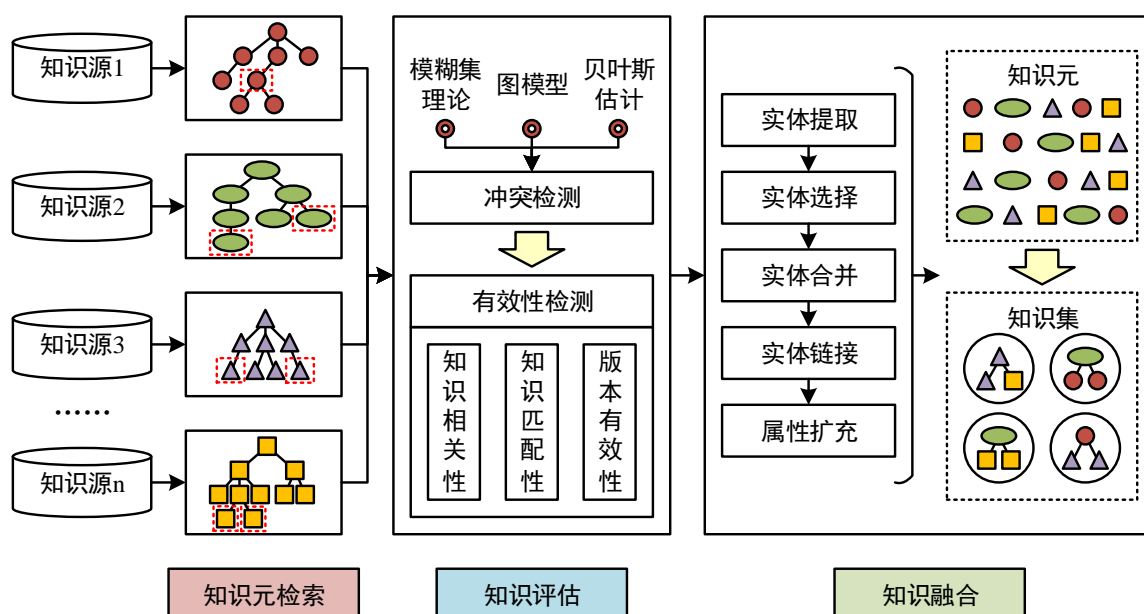 知识源1
知识源2
知识源3
……
知识源n
模糊集
理论
图模型
贝叶斯
估计
冲突检测
有效性检测
知识相关性
知识匹配性
版本有效性
实体提取
实体选择
实体合并
实体链接
属性扩充
知识元
知识集
知识元检索
知识评估
知识融合